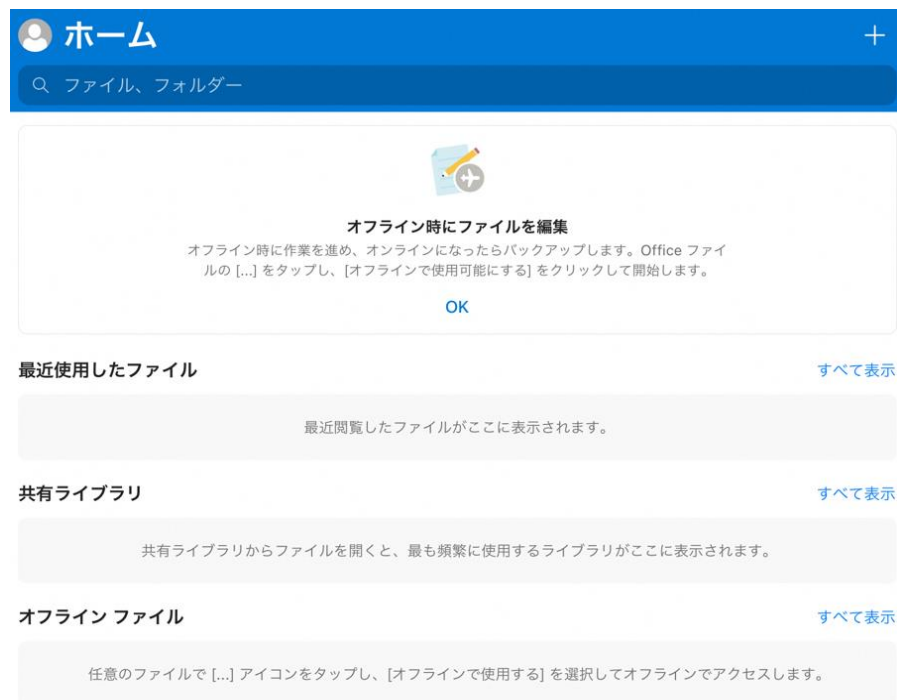 ホーム
ファイル、フォルダー
オフライン時にファイルを編集
オフライン時に作業を進め、オンラインになったらバックアップします。Office ファイ
ルの [...] をタップし、[オフラインで使用可能にする] をクリックして開始します。
OK
最近使用したファイル
すべて表示
最近閲覧したファイルがここに表示されます。
共有ライブラリ
すべて表示
共有ライブラリからファイルを開くと、最も頻繁に使用するライブラリがここに表示されます。
オフライン ファイル
すべて表示
任意のファイルで [...] アイコンをタップし、[オフラインで使用する] を選択してオフラインでアクセスします。